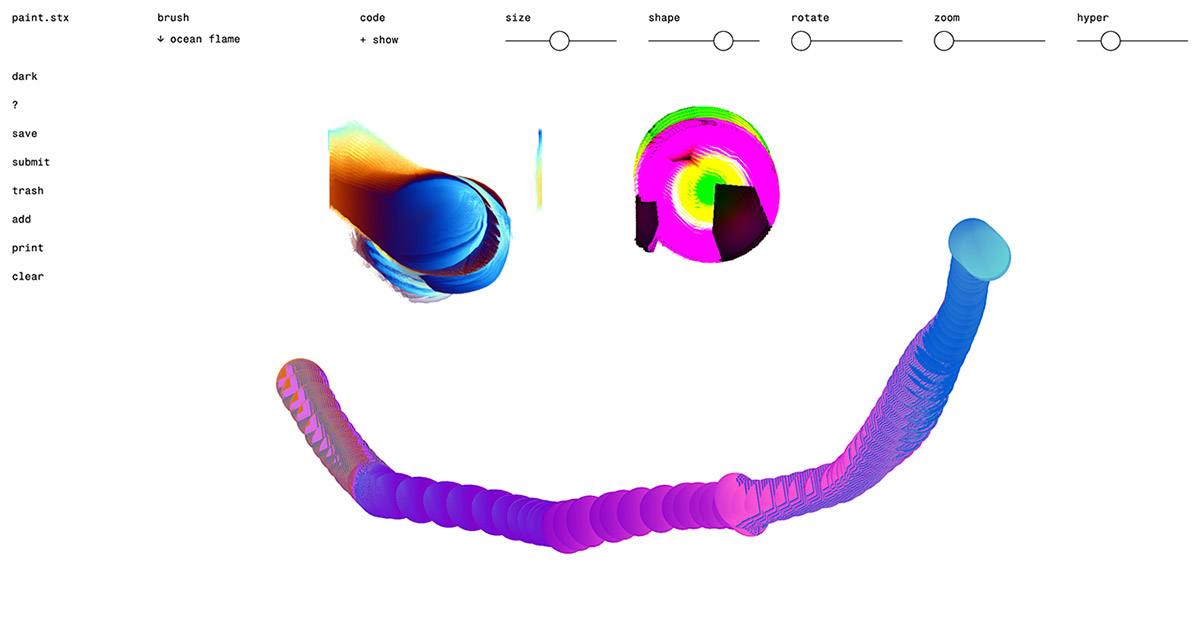 paint.stx
brush
↓ ocean flame
code
+ show
size
shape
rotate
zoom
hyper
dark
?
save
submit
trash
add
print
clear